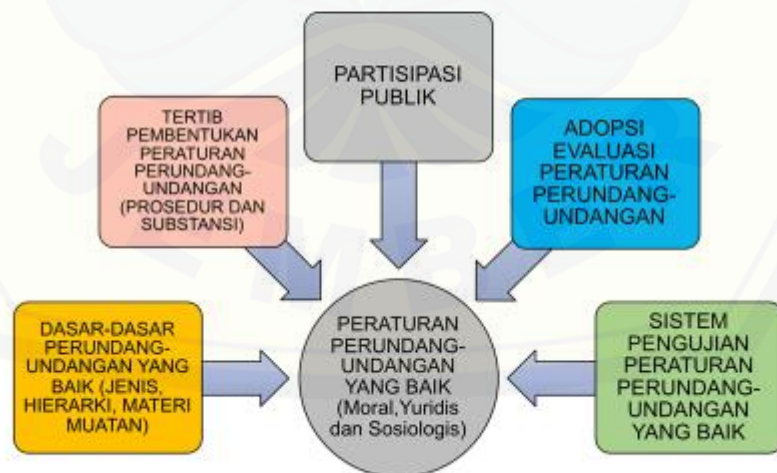 PARTISIPASI
PUBLIK
TERTIB
PEMBENTUKAN
PERATURAN
PERUNDANG-
UNDANGAN
(PROSEDUR DAN
SUBSTANSI)
ADOPSI
EVALUASI
PERATURAN
PERUNDANG-
UNDANGAN
DASAR-DASAR
PERUNDANG-
UNDANGAN YANG
BAIK (JENIS,
HIERARKI, MATERI
MUATAN)
PERATURAN
PERUNDANG-
UNDANGAN
YANG BAIK
(Moral,Yuridis
dan Sosiologis)
SISTEM
PENGUJIAN
PERATURAN
PERUNDANG-
UNDANGAN
YANG BAIK